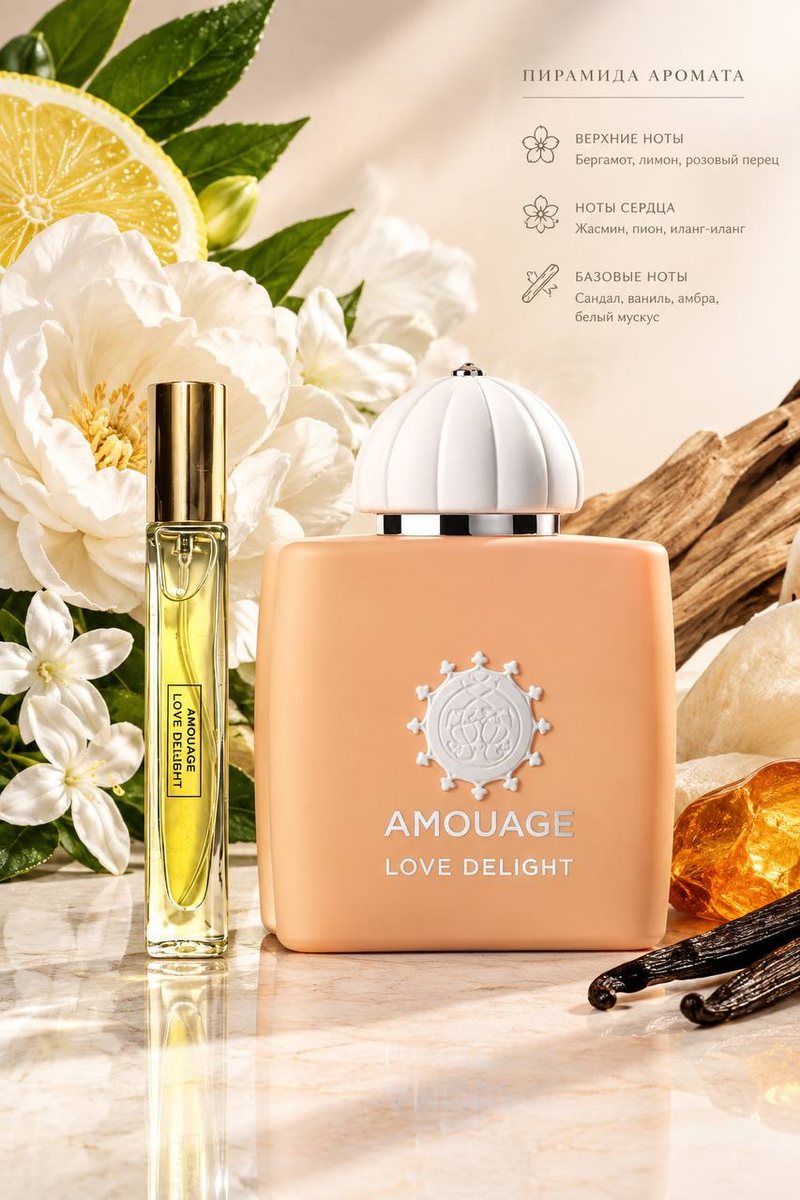 ПИРАМИДА АРОМАТА
ВЕРХНИЕ НОТЫ
Бергамот, лимон, розовый перец
НОТЫ СЕРДЦА
Жасмин, пион, иланг-иланг
БАЗОВЫЕ НОТЫ
Сандал, ваниль, амбра,
белый мускус
AMOUAGE
LOVE DELIGHT
AMOUAGE
LOVE DELIGHT